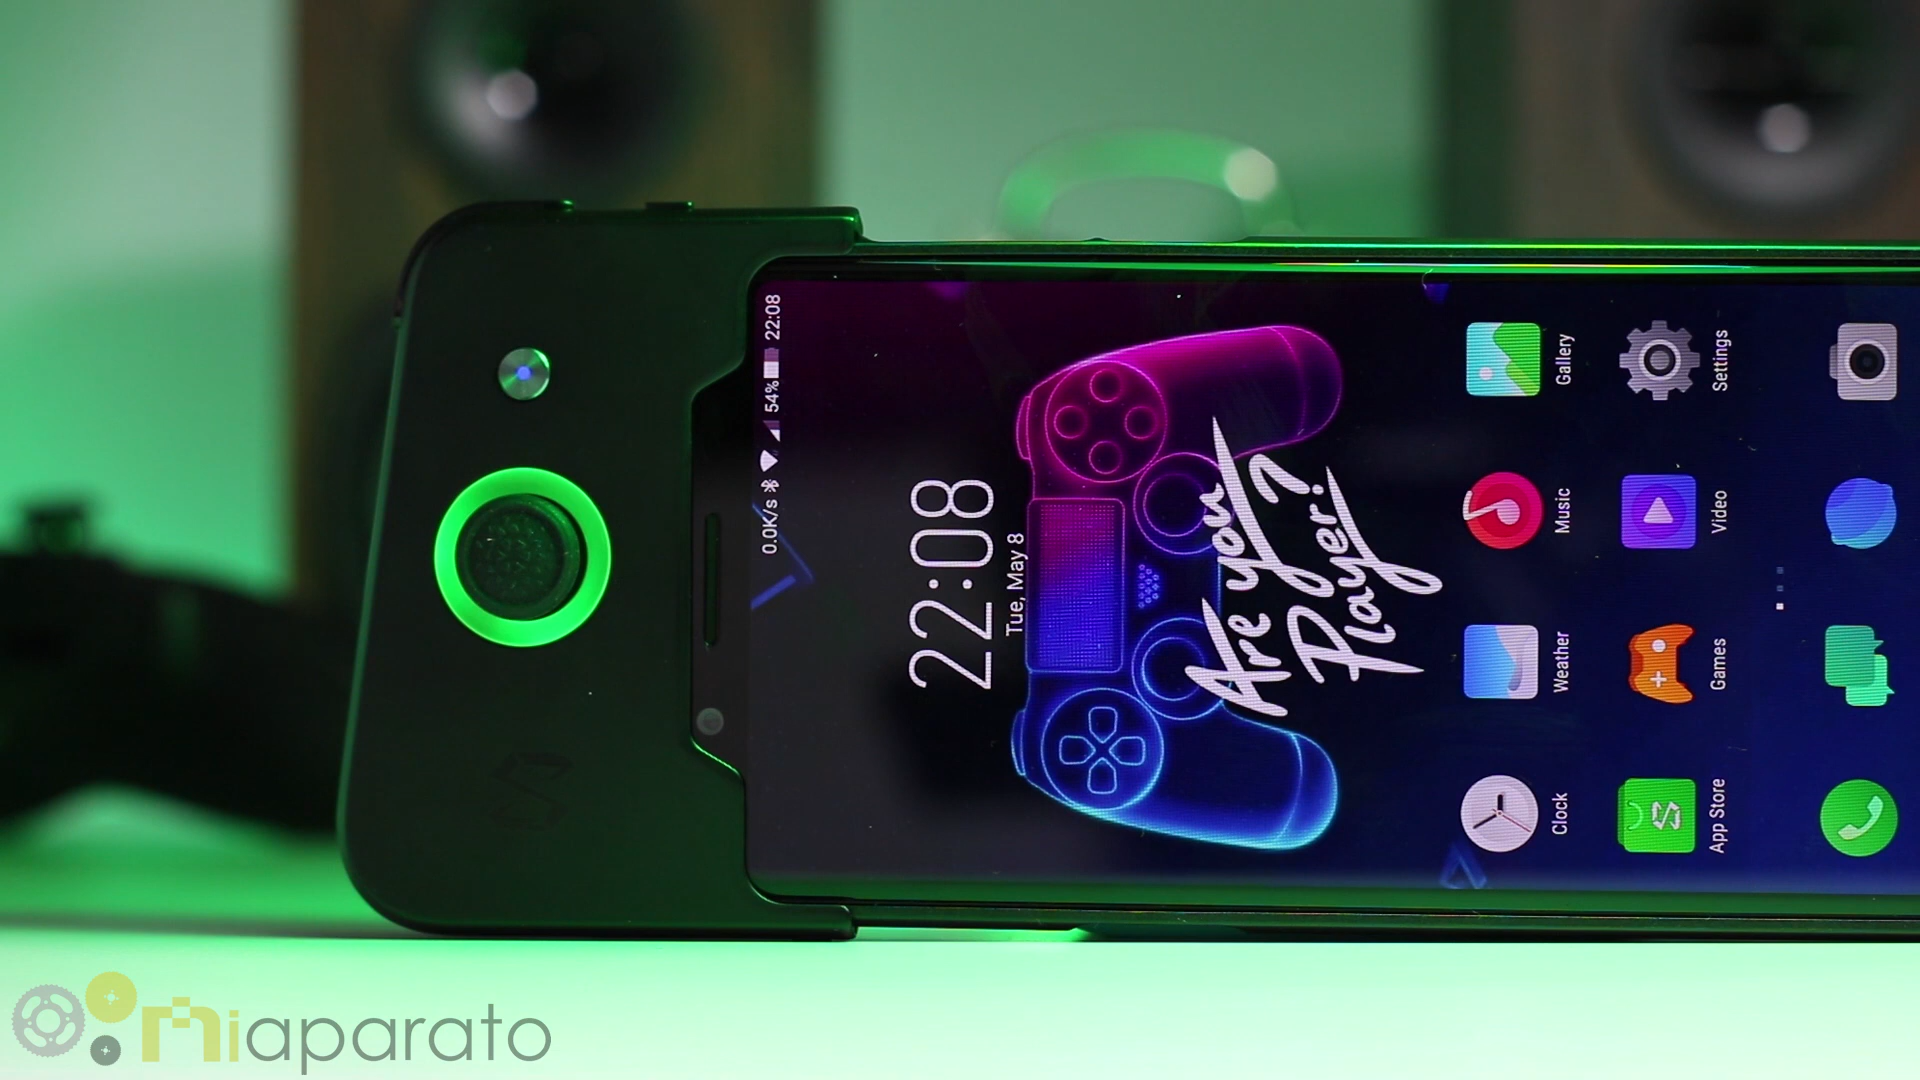 0.0K/s 54% 22:08
22:08
Tue, May 8
Are you
Player?
Player?
Clock Weather Music Gallery
App Store Games Video Settings
miaparato